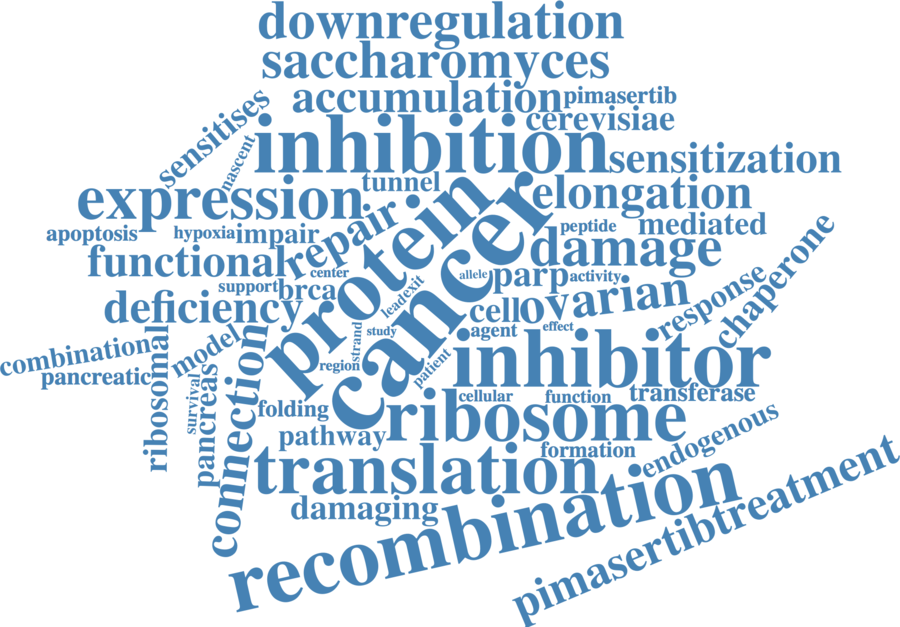 downregulation
saccharomyces
accumulation
pimasertib
cerevisiae
sensitises
nascent
inhibition
sensitization
tunnel
expression
elongation
protein
cancer
repair
apoptosis
hypoxia
impair
peptide
mediated
damage
functional
center
allele
parp
activity
chaperone
support
brca
leadexit
response
deficiency
cell
ovarian
strand
study
agent
effect
combinational
model
region
patient
inhibitor
pancreatic
ribosomal
survival
pancreas
connection
folding
cellular
function
transferase
ribosome
pathway
formation
endogenous
translation
damaging
recombination
pimasertibtreatment